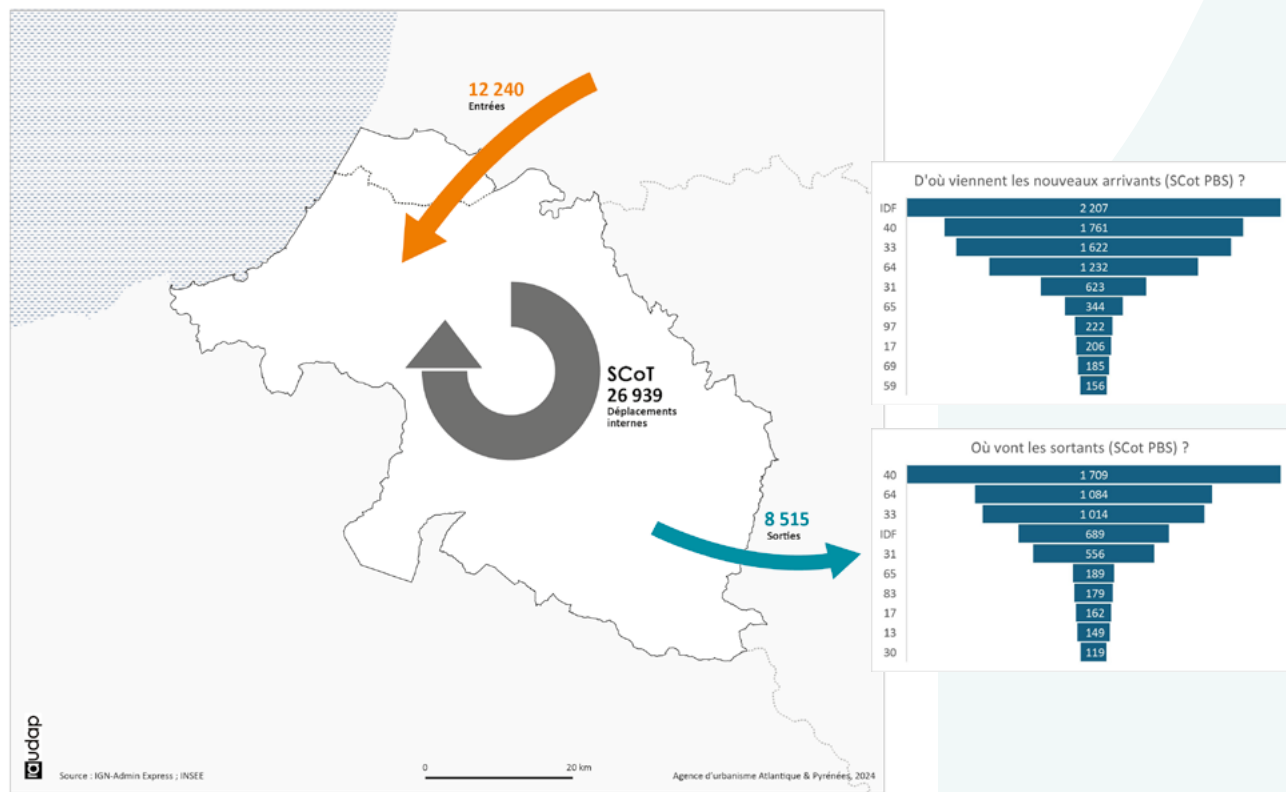 12 240
Entrées
SCoT
26 939
Déplacements
internes
8 515
Sorties
audap
Source : IGN-Admin Express ; INSEE
0
20 km
Agence d'urbanisme Atlantique & Pyrénées, 2024
D'où viennent les nouveaux arrivants (SCot PBS) ?
IDF 2 207
40 1 761
33 1 622
64 1 232
31 623
65 344
97 222
17 206
69 185
59 156
Où vont les sortants (SCot PBS) ?
40 1 709
64 1 084
33 1 014
IDF 689
31 556
65 189
83 179
17 162
13 149
30 119